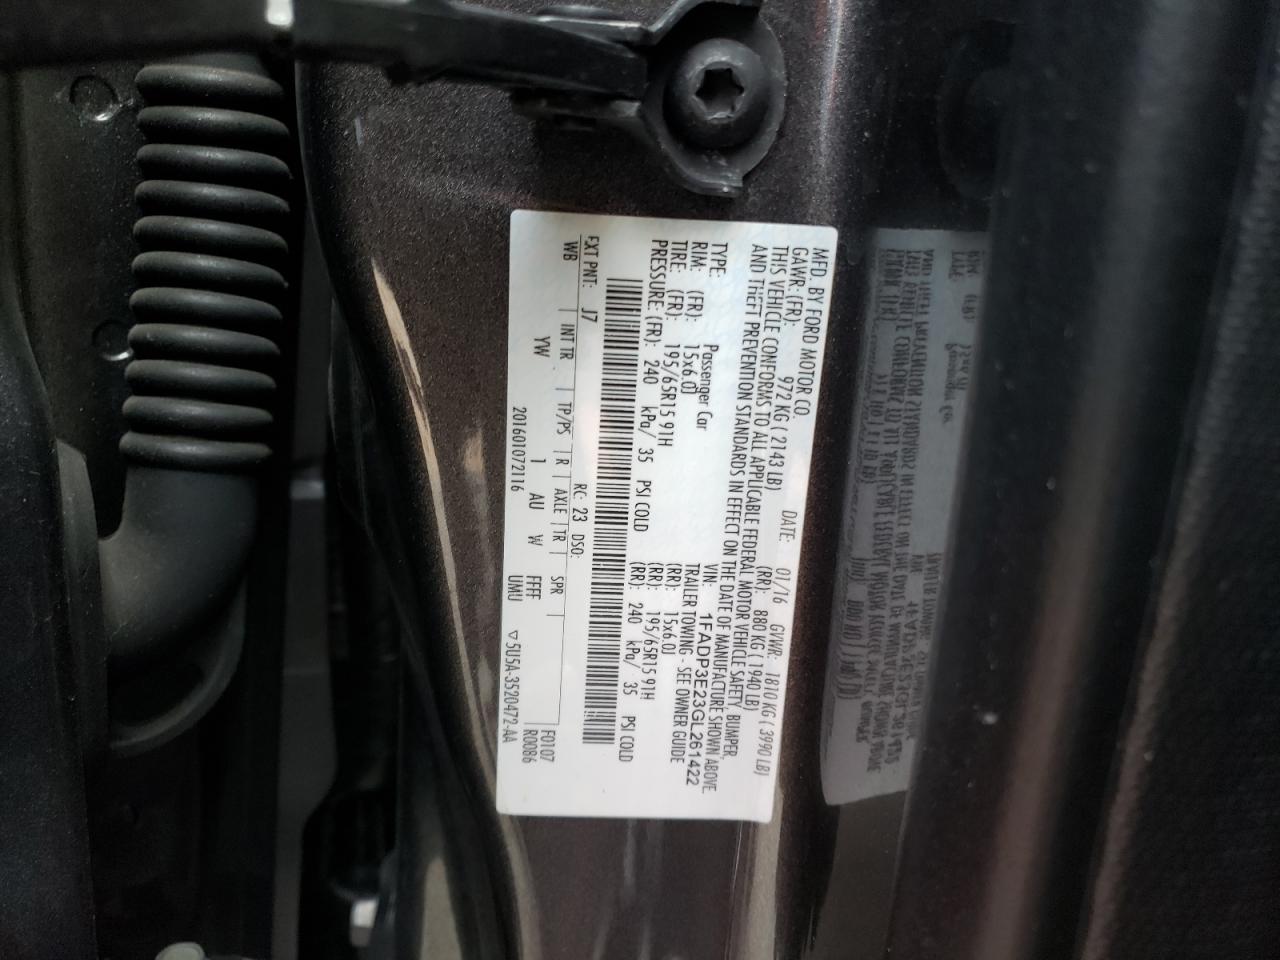 MFD. BY FORD MOTOR CO.
DATE: 01/16 GVWR: 1810 KG ( 3990 LB)
GAWR: (FR): 972 KG ( 2143 LB) (RR): 880 KG ( 1940 LB)
THIS VEHICLE CONFORMS TO ALL APPLICABLE FEDERAL MOTOR VEHICLE SAFETY, BUMPER,
AND THEFT PREVENTION STANDARDS IN EFFECT ON THE DATE OF MANUFACTURE SHOWN ABOVE
VIN: 1FADP3E23GL261422
TYPE: Passenger Car TRAILER TOWING - SEE OWNER GUIDE
RIM: (FR): 15x6.0J (RR): 15x6.0J
TIRE: (FR): 195/65R15 91H (RR): 195/65R15 91H
PRESSURE: (FR): 240 kPa/ 35 PSI COLD (RR): 240 kPa/ 35 PSI COLD
EXT PNT: J7 RC: 23 DSO: F0107
WB INT TR TP/PS R AXLE TR SPR R0086
YW 1 AU W FFFF
201601072116 UMU ▽5U5A-3520472-AA